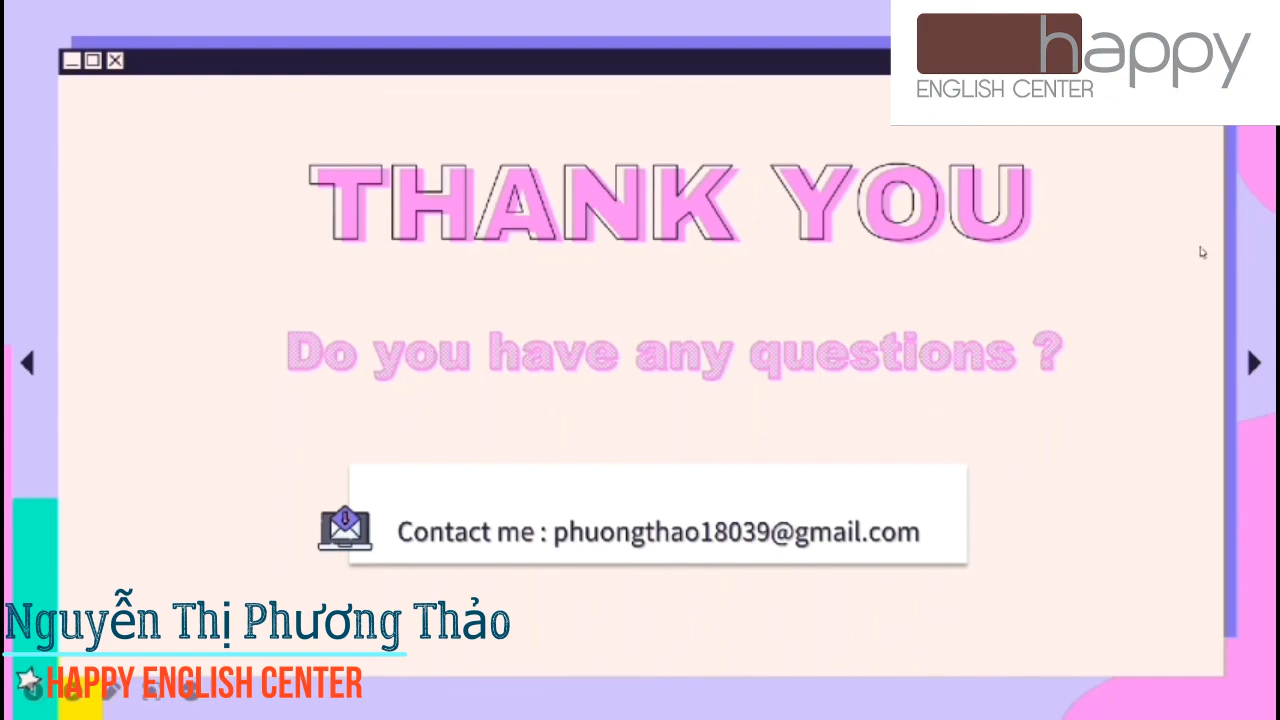 happy
ENGLISH CENTER
THANK YOU
Do you have any questions ?
Contact me : phuongthao18039@gmail.com
Nguyễn Thị Phương Thảo
HAPPY ENGLISH CENTER